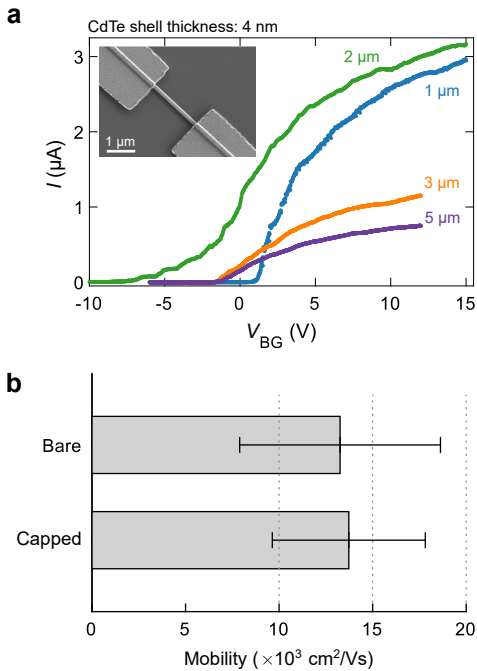 a
CdTe shell thickness: 4 nm
3
2
1
0
I (µA)
2 µm
1 µm
3 µm
5 µm
1 µm
-10 -5 0 5 10 15
V_BG (V)
b
Bare
Capped
0 5 10 15 20
Mobility (×10³ cm²/Vs)